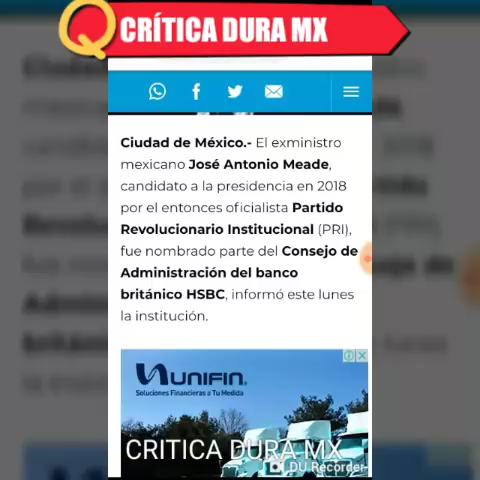 CRÍTICA DURA MX
Ciudad de México.- El exministro
mexicano José Antonio Meade,
candidato a la presidencia en 2018
por el entonces oficialista Partido
Revolucionario Institucional (PRI),
fue nombrado parte del Consejo de
Administración del banco
británico HSBC, informó este lunes
la institución.
UNIFIN
Soluciones Financieras a Tu Medida
CRITICA DURA MX
DU Recorder